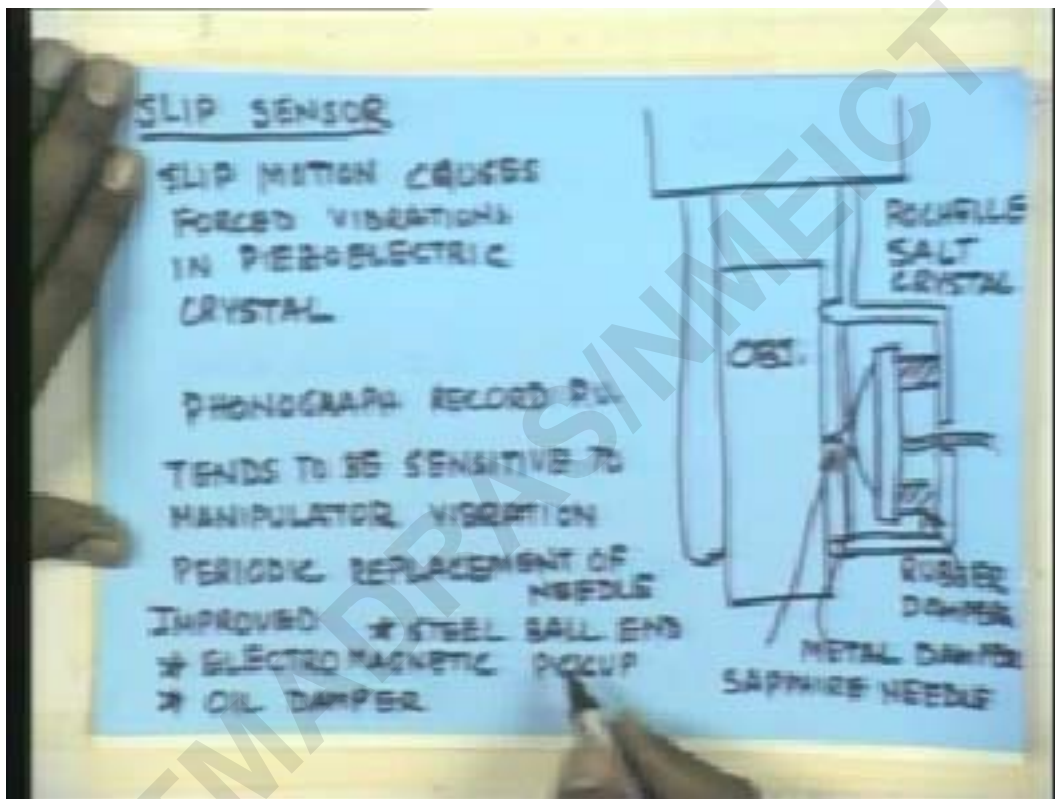 SLIP SENSOR
SLIP MOTION CAUSES
FORCED VIBRATIONS
IN PIEZOELECTRIC
CRYSTAL
PHONOGRAPH RECORD P.U.
TENDS TO BE SENSITIVE TO
MANIPULATOR VIBRATION
PERIODIC REPLACEMENT OF
NEEDLE
IMPROVED * STEEL BALL END
* ELECTROMAGNETIC PICKUP
* OIL DAMPER
ROCHELLE
SALT
CRYSTAL
OBJ.
RUBBER
DAMPER
METAL DAMPER
SAPPHIRE NEEDLE
MADRAS/NMEICT